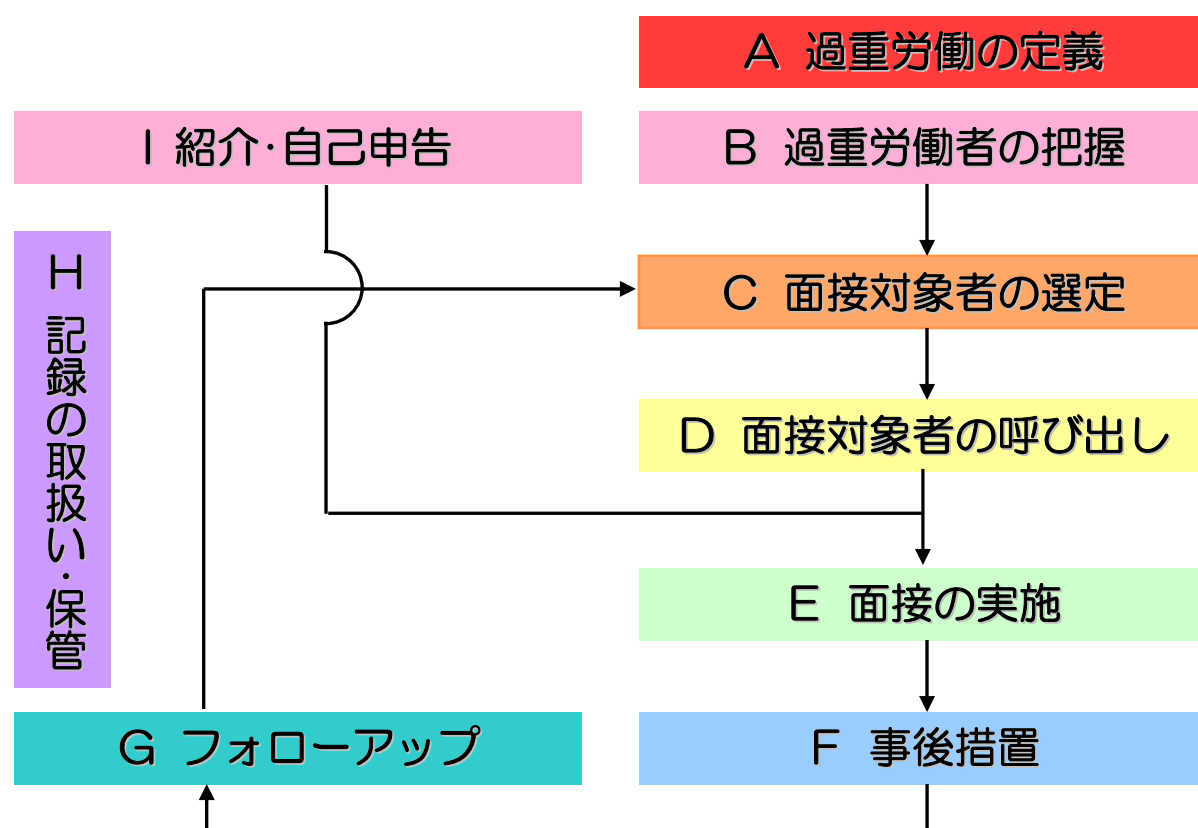 A 過重労働の定義
I 紹介・自己申告
B 過重労働者の把握
H 記録の取扱い・保管
C 面接対象者の選定
D 面接対象者の呼び出し
E 面接の実施
G フォローアップ
F 事後措置